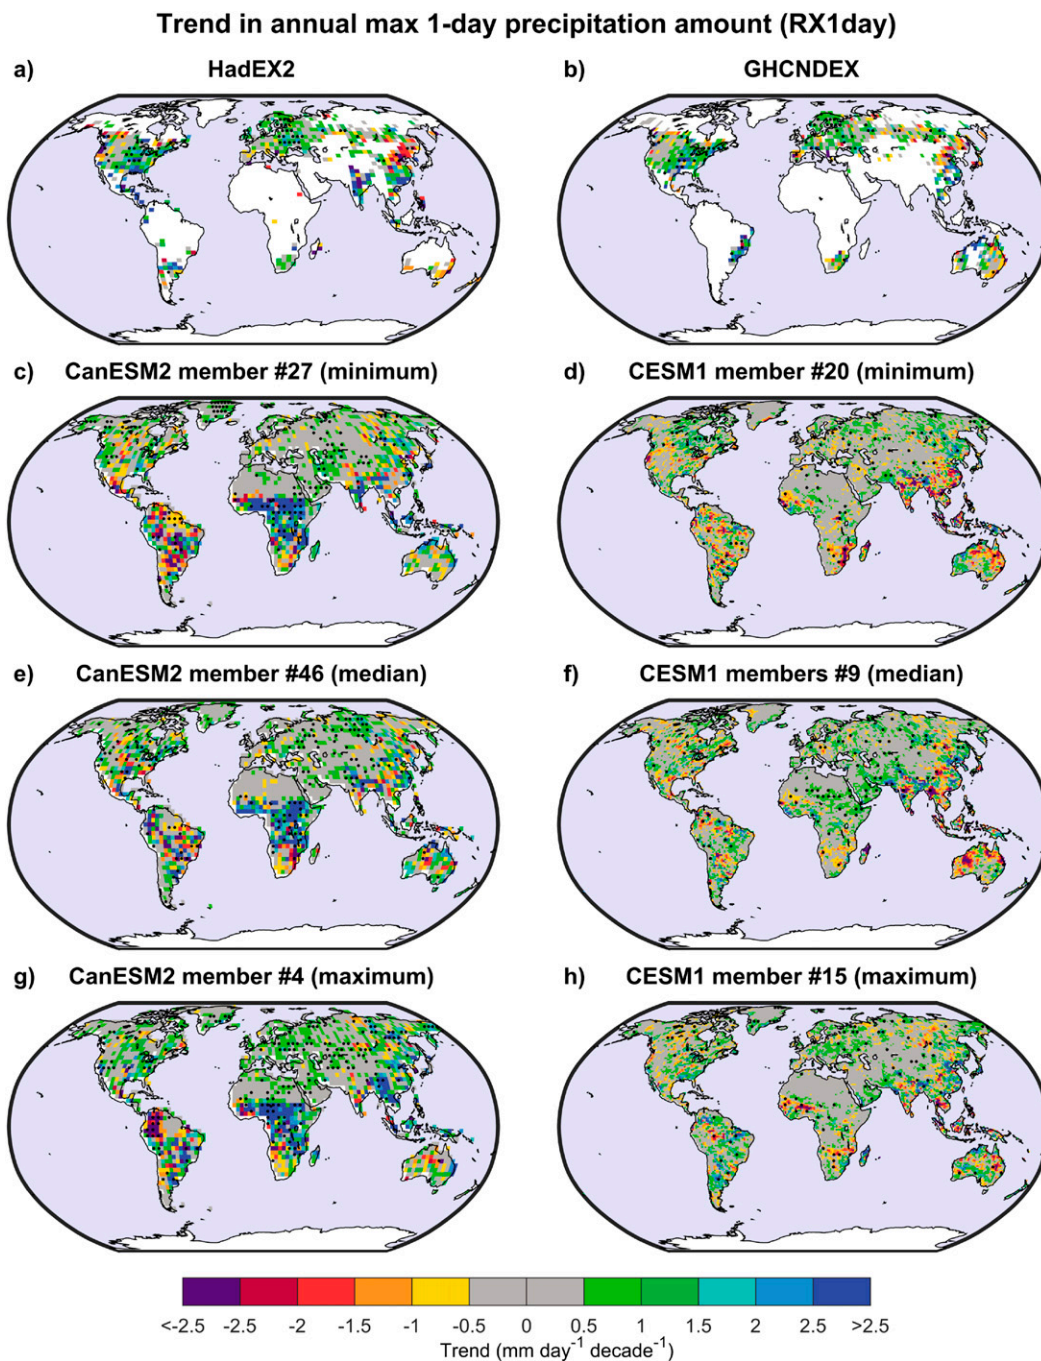 Trend in annual max 1-day precipitation amount (RX1day)
a) HadEX2
b) GHCNDEX
c) CanESM2 member #27 (minimum)
d) CESM1 member #20 (minimum)
e) CanESM2 member #46 (median)
f) CESM1 members #9 (median)
g) CanESM2 member #4 (maximum)
h) CESM1 member #15 (maximum)
<-2.5 -2.5 -2 -1.5 -1 -0.5 0 0.5 1 1.5 2 2.5 >2.5
Trend (mm day⁻¹ decade⁻¹)